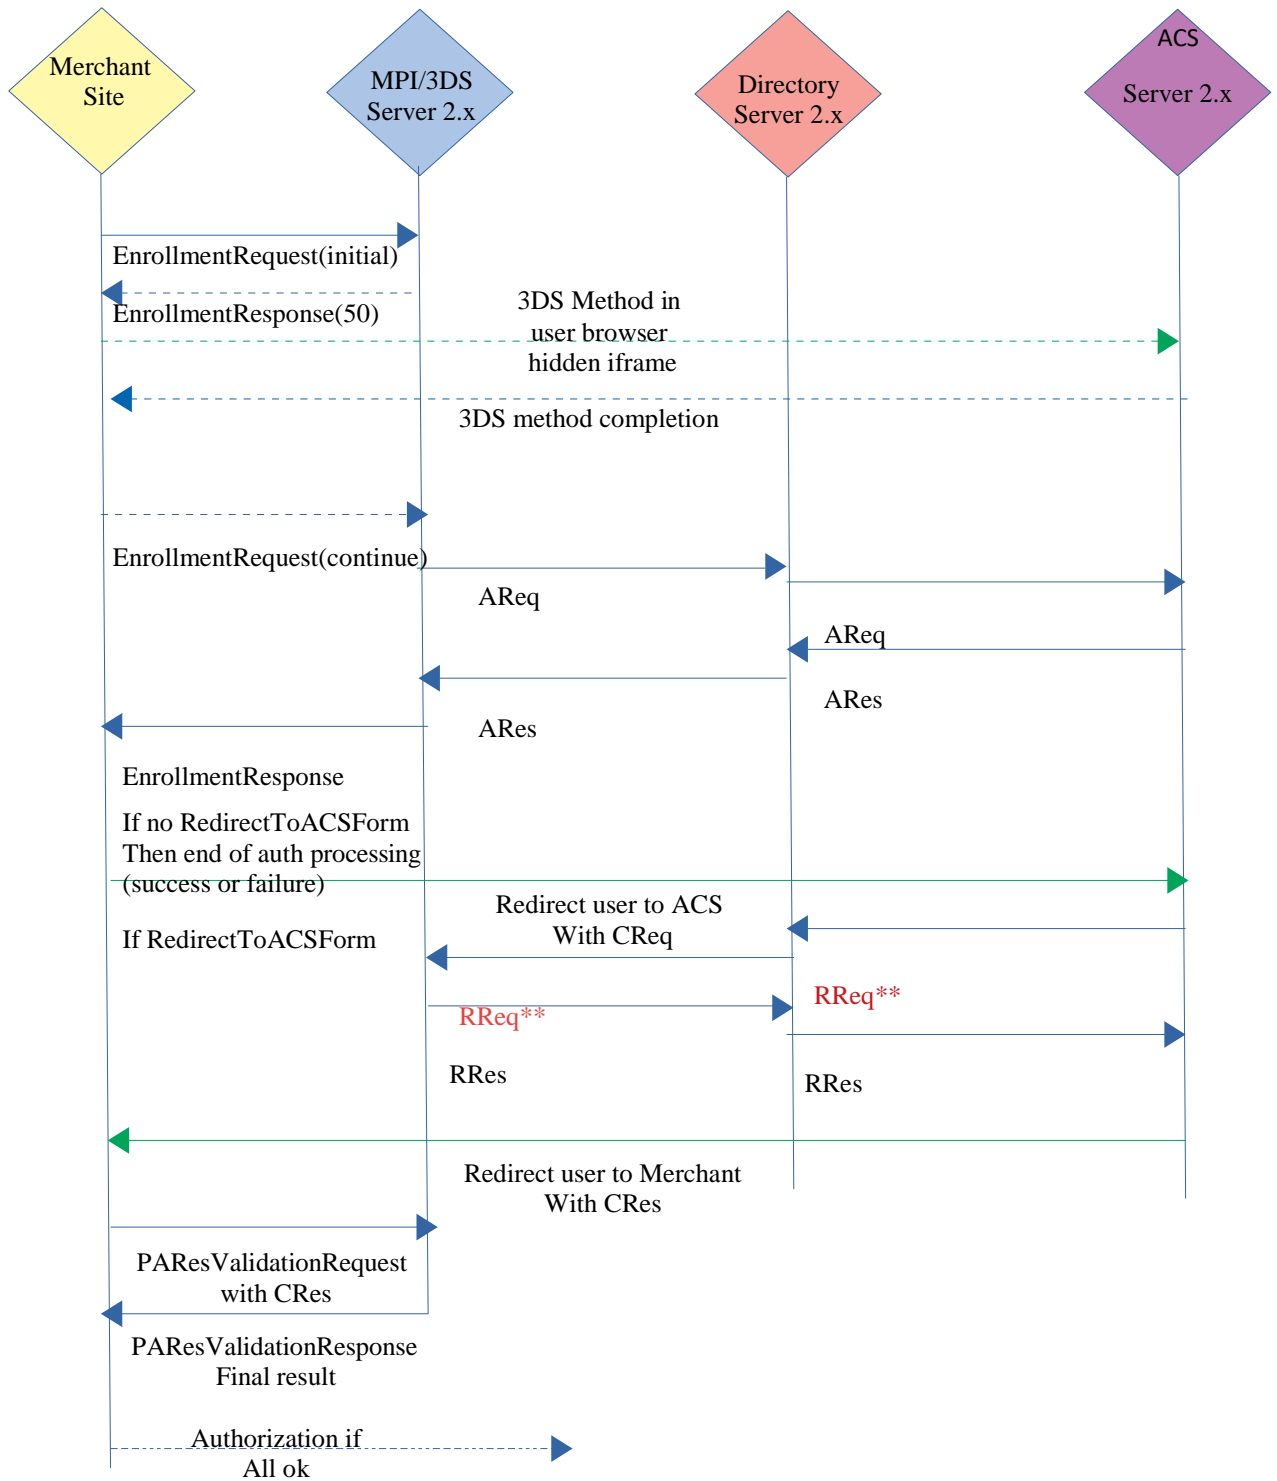 Merchant
Site
MPI/3DS
Server 2.x
Directory
Server 2.x
ACS
Server 2.x
EnrollmentRequest(initial)
EnrollmentResponse(50)
3DS Method in
user browser
hidden iframe
3DS method completion
EnrollmentRequest(continue)
AReq
AReq
ARes
ARes
EnrollmentResponse
If no RedirectToACSForm
Then end of auth processing
(success or failure)
Redirect user to ACS
With CReq
If RedirectToACSForm
RReq**
RReq**
RRes
RRes
Redirect user to Merchant
With CRes
PAResValidationRequest
with CRes
PAResValidationResponse
Final result
Authorization if
All ok